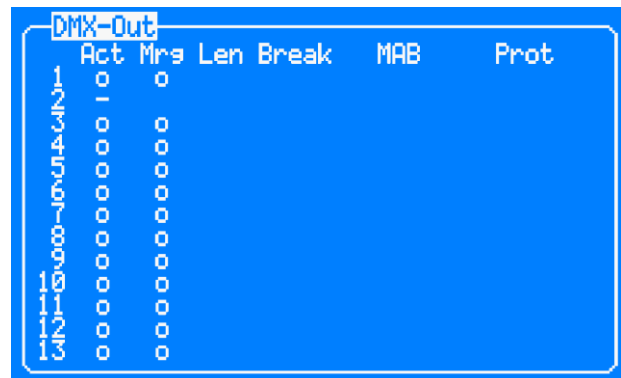 DMX-Out
Act Mrg Len Break MAB Prot
1 o o
2 -
3 o o
4 o o
5 o o
6 o o
7 o o
8 o o
9 o o
10 o o
11 o o
12 o o
13 o o